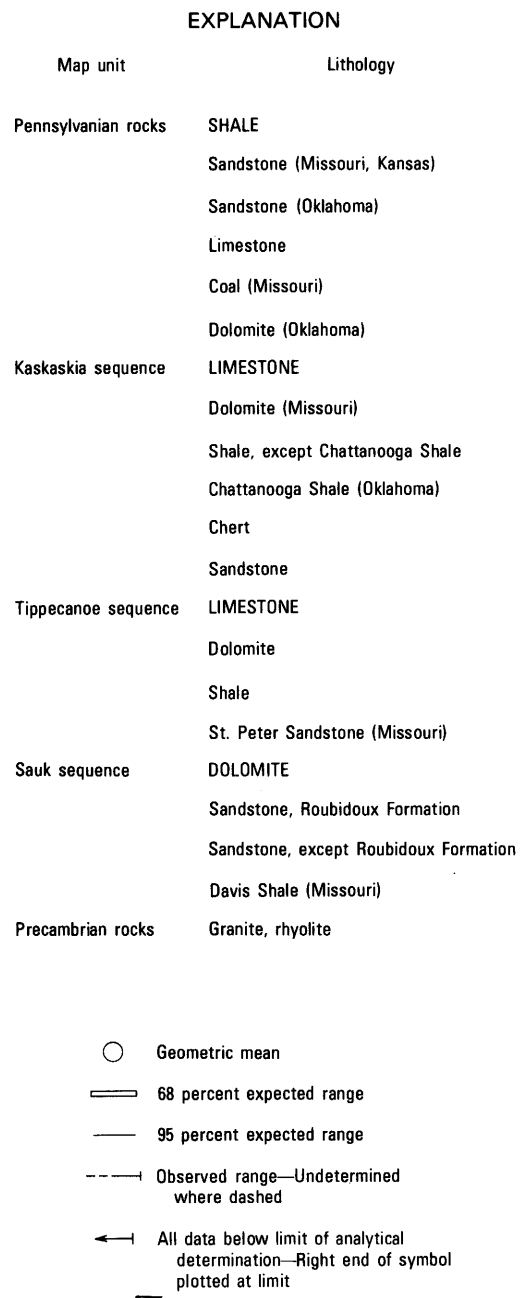 EXPLANATION
Map unit Lithology
Pennsylvanian rocks SHALE
Sandstone (Missouri, Kansas)
Sandstone (Oklahoma)
Limestone
Coal (Missouri)
Dolomite (Oklahoma)
Kaskaskia sequence LIMESTONE
Dolomite (Missouri)
Shale, except Chattanooga Shale
Chattanooga Shale (Oklahoma)
Chert
Sandstone
Tippecanoe sequence LIMESTONE
Dolomite
Shale
St. Peter Sandstone (Missouri)
Sauk sequence DOLOMITE
Sandstone, Roubidoux Formation
Sandstone, except Roubidoux Formation
Davis Shale (Missouri)
Precambrian rocks Granite, rhyolite
Geometric mean
68 percent expected range
95 percent expected range
Observed range—Undetermined
where dashed
All data below limit of analytical
determination—Right end of symbol
plotted at limit